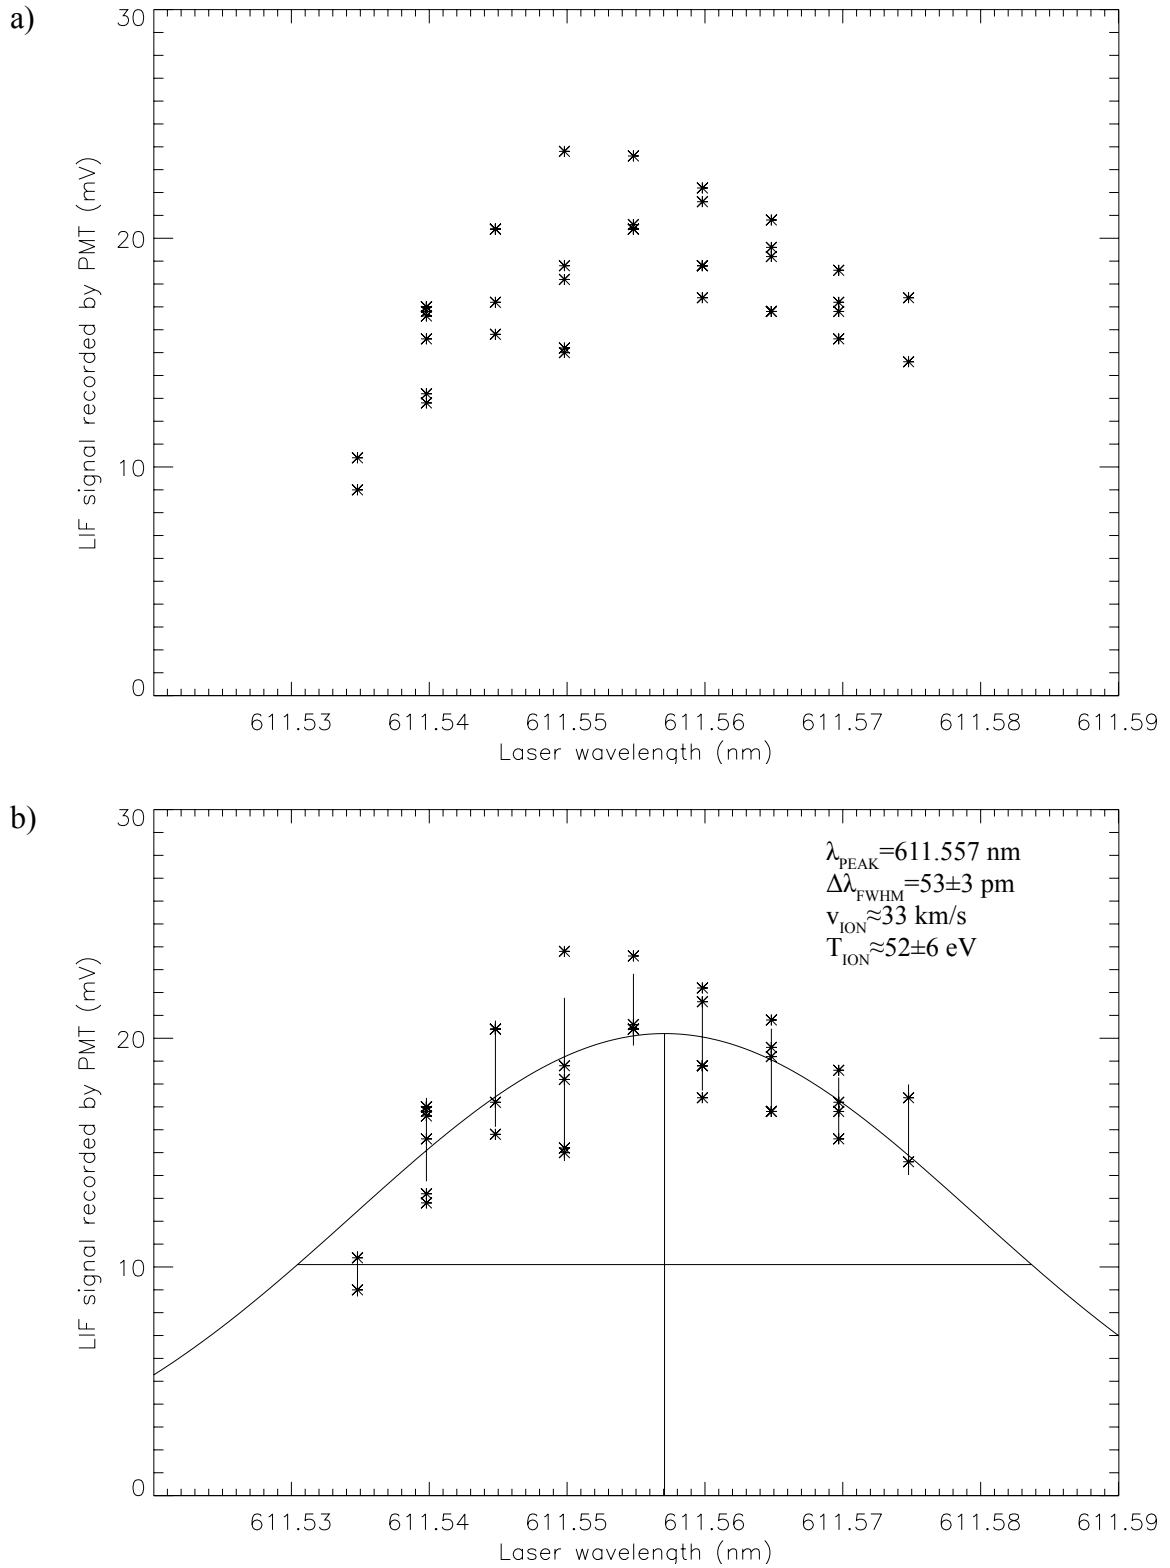 a)
30
20
10
0
LIF signal recorded by PMT (mV)
611.53 611.54 611.55 611.56 611.57 611.58 611.59
Laser wavelength (nm)
b)
30
20
10
0
LIF signal recorded by PMT (mV)
λPEAK=611.557 nm
ΔλFWHM=53±3 pm
vION≈33 km/s
TION≈52±6 eV
611.53 611.54 611.55 611.56 611.57 611.58 611.59
Laser wavelength (nm)